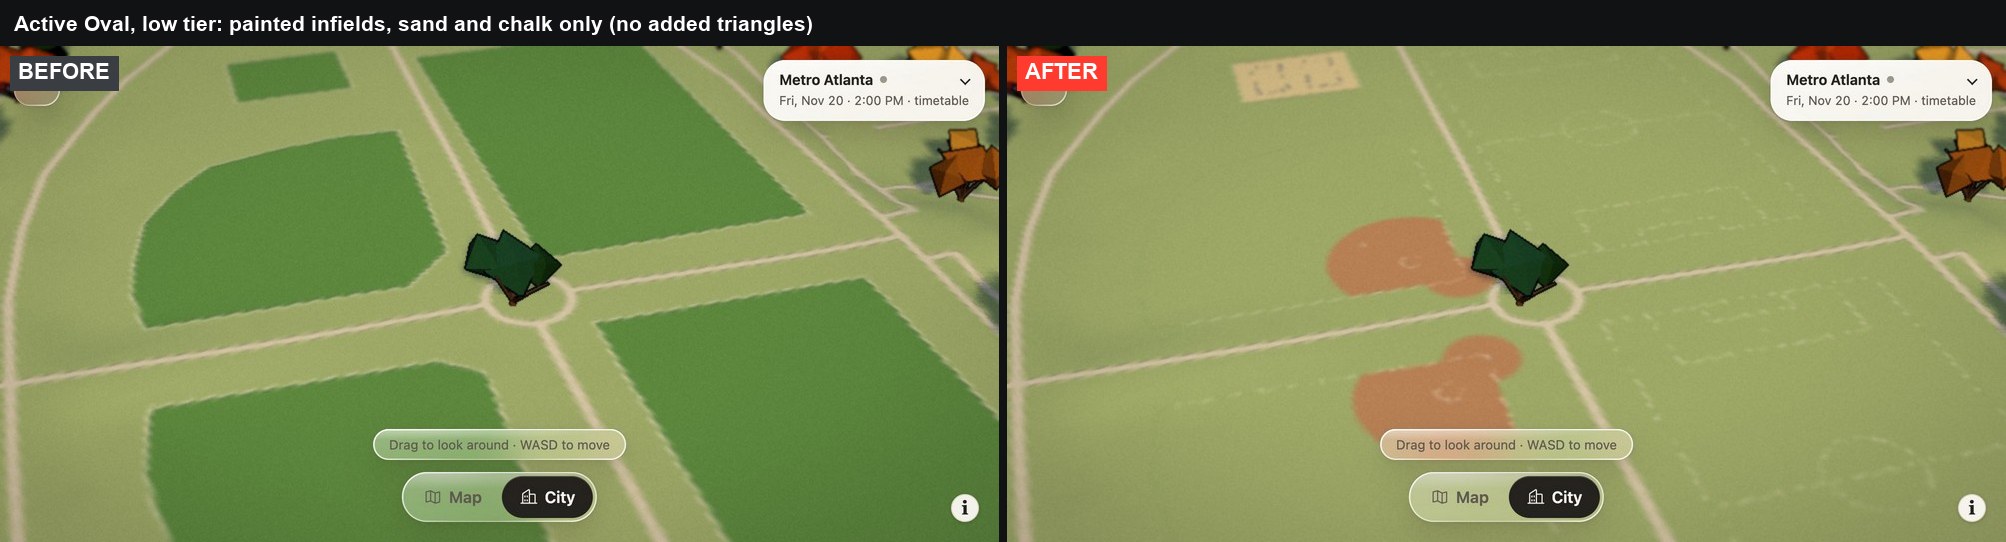 Active Oval, low tier: painted infields, sand and chalk only (no added triangles)
BEFORE
Metro Atlanta
Fri, Nov 20 · 2:00 PM · timetable
Drag to look around · WASD to move
Map
City
i
AFTER
Metro Atlanta
Fri, Nov 20 · 2:00 PM · timetable
Drag to look around · WASD to move
Map
City
i